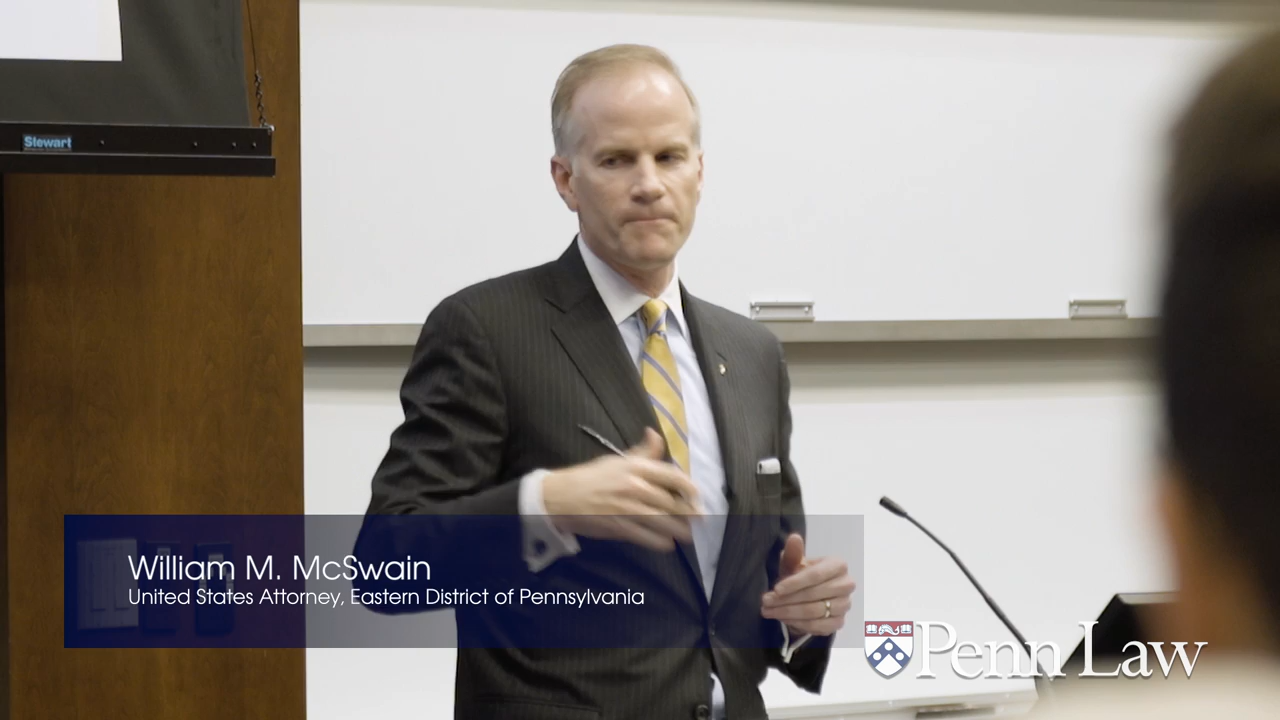 Stewart
William M. McSwain
United States Attorney, Eastern District of Pennsylvania
Penn Law